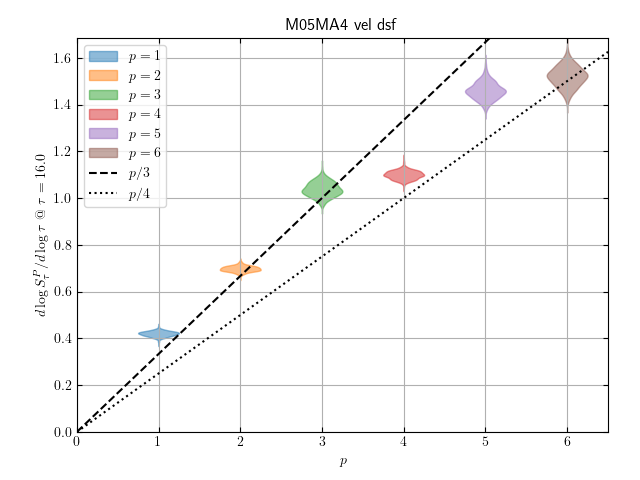 M05MA4 vel dsf
d log S_τ^P / d log τ @ τ = 16.0
1.6
1.4
1.2
1.0
0.8
0.6
0.4
0.2
0.0
p = 1
p = 2
p = 3
p = 4
p = 5
p = 6
p/3
p/4
0 1 2 3 4 5 6
p